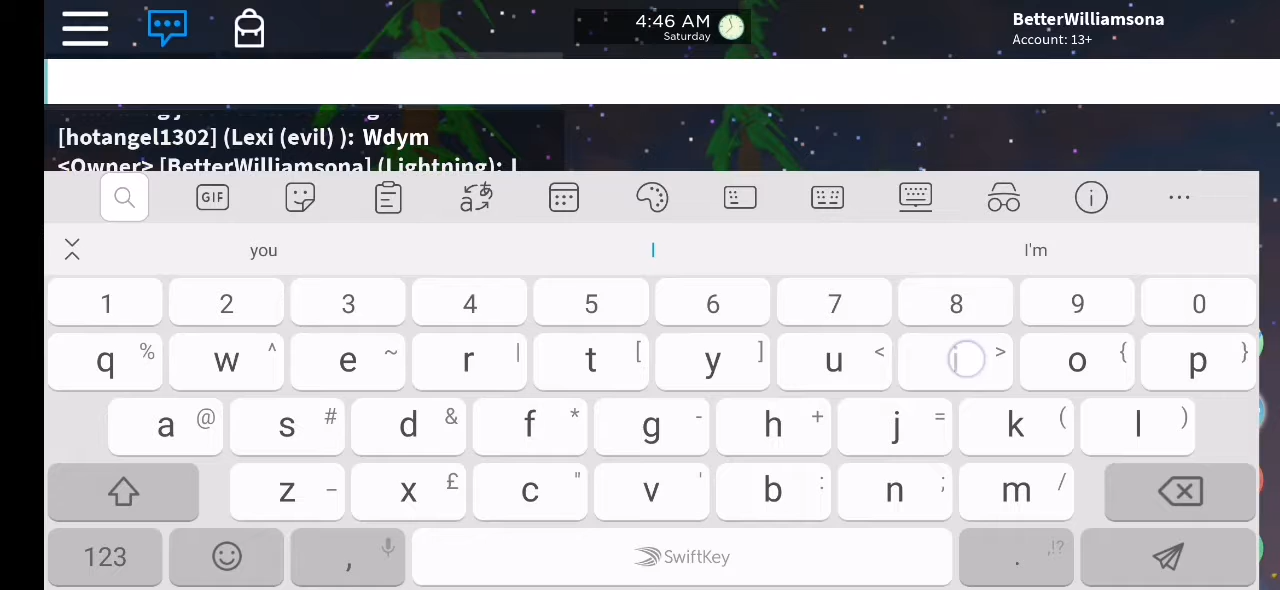 4:46 AM
Saturday
BetterWilliamsona
Account: 13+
[hotangel1302] (Lexi (evil) ): Wdym
<Owner> [BetterWilliamsona] (Lightning): I
GIF
you
I
I'm
1 2 3 4 5 6 7 8 9 0
q % w ^ e ~ r | t [ y ] u < i > o { p }
a @ s # d & f * g - h + j = k ( l )
z _ x £ c " v ' b : n ; m /
123 , SwiftKey . ,!?